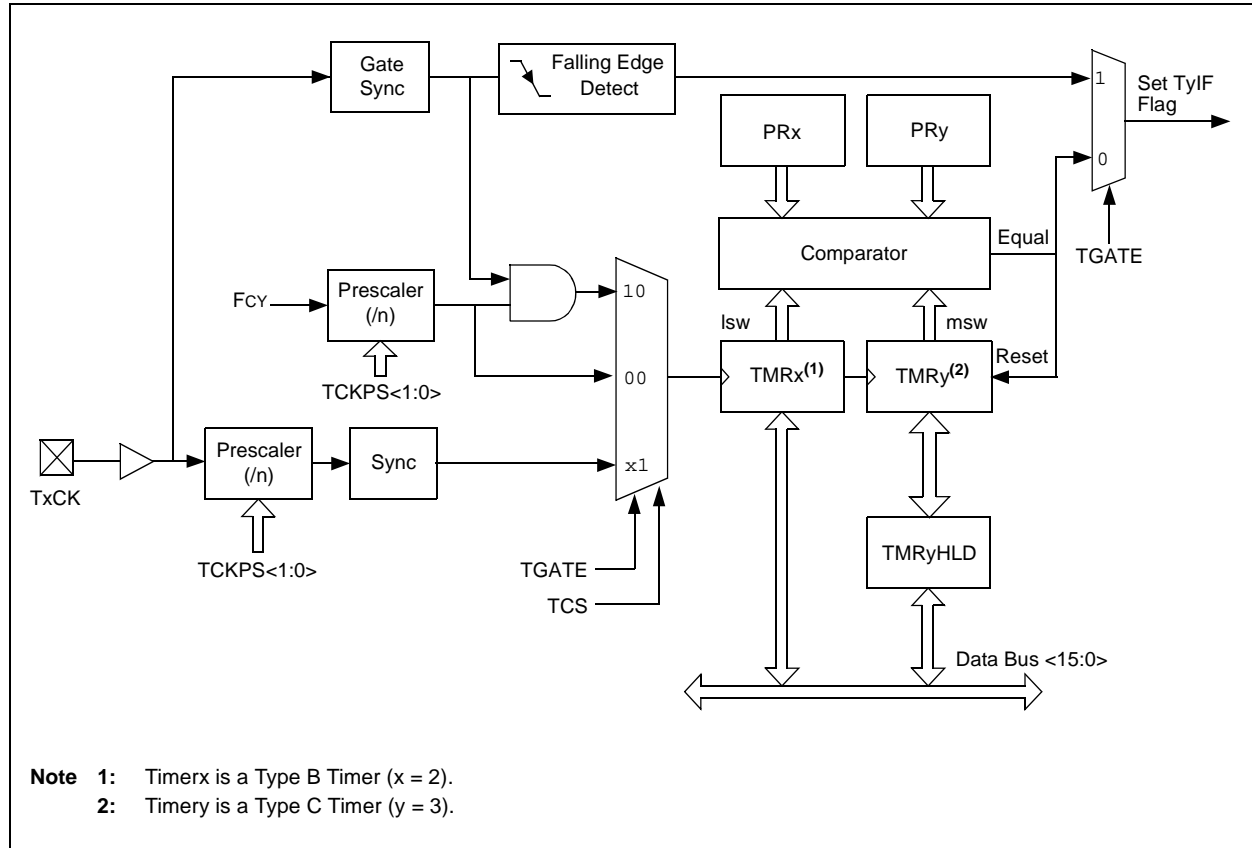 Gate
Sync
Falling Edge
Detect
1
Set TyIF
Flag
0
TGATE
PRx
PRy
Comparator
Equal
FCY
Prescaler
(/n)
TCKPS<1:0>
10
00
x1
lsw
msw
TMRx(1)
TMRy(2)
Reset
TxCK
Prescaler
(/n)
Sync
TCKPS<1:0>
TGATE
TCS
TMRyHLD
Data Bus <15:0>
Note 1: Timerx is a Type B Timer (x = 2).
2: Timery is a Type C Timer (y = 3).